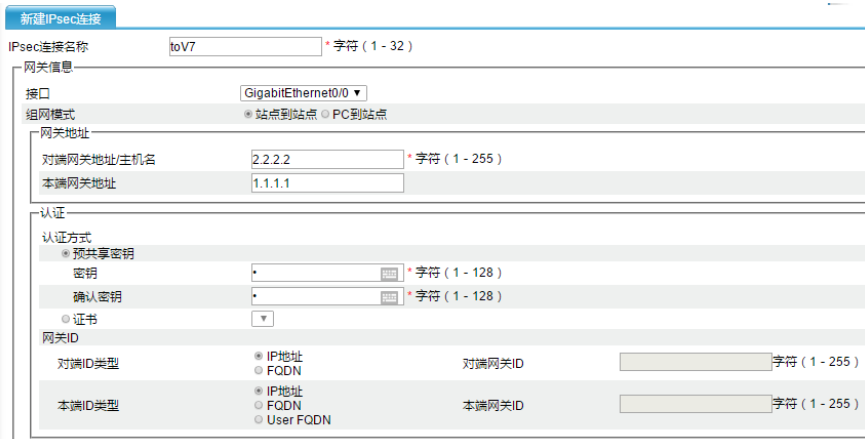 新建IPsec连接
IPsec连接名称 toV7 * 字符 ( 1 - 32 )
网关信息
接口 GigabitEthernet0/0
组网模式 站点到站点 PC到站点
网关地址
对端网关地址/主机名 2.2.2.2 * 字符 ( 1 - 255 )
本端网关地址 1.1.1.1
认证
认证方式
预共享密钥
密钥 • * 字符 ( 1 - 128 )
确认密钥 • * 字符 ( 1 - 128 )
证书
网关ID
对端ID类型 IP地址 对端网关ID 字符 ( 1 - 255 )
FQDN
本端ID类型 IP地址 本端网关ID 字符 ( 1 - 255 )
FQDN
User FQDN